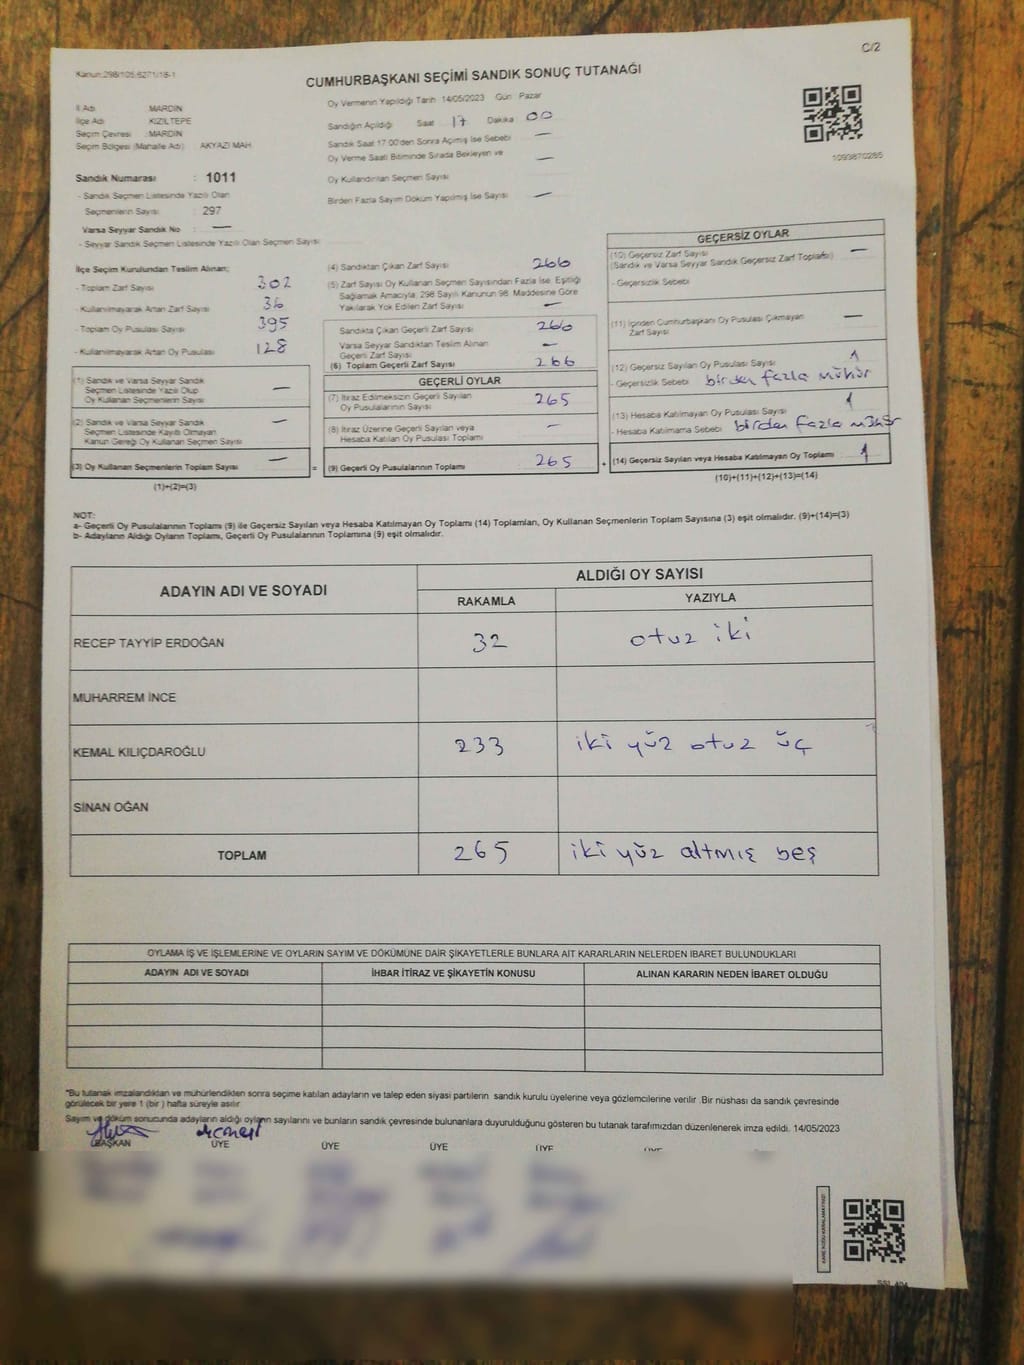 C/2
Kanun:298/105,6271/18-1
CUMHURBAŞKANI SEÇİMİ SANDIK SONUÇ TUTANAĞI
İl Adı MARDİN
İlçe Adı KIZILTEPE
Seçim Çevresi : MARDİN
Seçim Bölgesi (Mahalle Adı) AKYAZI MAH
Oy Vermenin Yapıldığı Tarih :14/05/2023 Gün : Pazar
Sandığın Açıldığı Saat 17 Dakika 00
Sandık Saat 17:00'den Sonra Açımış İse Sebebi —
Oy Verme Saati Bitiminde Sırada Bekleyen ve
Oy Kullandırılan Seçmen Sayısı —
Birden Fazla Sayım Döküm Yapılmış İse Sayısı —
1093870285
Sandık Numarası : 1011
- Sandık Seçmen Listesinde Yazılı Olan
Seçmenlerin Sayısı : 297
Varsa Seyyar Sandık No : —
- Seyyar Sandık Seçmen Listesinde Yazılı Olan Seçmen Sayısı :
İlçe Seçim Kurulundan Teslim Alınan;
- Toplam Zarf Sayısı 302
- Kullanılmayarak Artan Zarf Sayısı 36
- Toplam Oy Pusulası Sayısı 395
- Kullanılmayarak Artan Oy Pusulası 128
(1) Sandık ve Varsa Seyyar Sandık
Seçmen Listesinde Yazılı Olup
Oy Kullanan Seçmenlerin Sayısı —
(2) Sandık ve Varsa Seyyar Sandık
Seçmen Listesinde Kayıtlı Olmayan
Kanun Gereği Oy Kullanan Seçmen Sayısı —
(3) Oy Kullanan Seçmenlerin Toplam Sayısı —
(1)+(2)=(3)
=
(4) Sandıktan Çıkan Zarf Sayısı 266
(5) Zarf Sayısı Oy Kullanan Seçmen Sayısından Fazla İse, Eşitliği
Sağlamak Amacıyla; 298 Sayılı Kanunun 98. Maddesine Göre
Yakılarak Yok Edilen Zarf Sayısı —
Sandıkta Çıkan Geçerli Zarf Sayısı 266
Varsa Seyyar Sandıktan Teslim Alınan
Geçerli Zarf Sayısı —
(6) Toplam Geçerli Zarf Sayısı 266
GEÇERLİ OYLAR
(7) İtiraz Edilmeksizin Geçerli Sayılan
Oy Pusulalarının Sayısı 265
(8) İtiraz Üzerine Geçerli Sayılan veya
Hesaba Katılan Oy Pusulası Toplamı —
(9) Geçerli Oy Pusulalarının Toplamı 265
+
GEÇERSİZ OYLAR
(10) Geçersiz Zarf Sayısı
(Sandık ve Varsa Seyyar Sandık Geçersiz Zarf Toplamı) —
- Geçersizlik Sebebi
(11) İçinden Cumhurbaşkanı Oy Pusulası Çıkmayan
Zarf Sayısı —
(12) Geçersiz Sayılan Oy Pusulası Sayısı 1
- Geçersizlik Sebebi birden fazla mühür
(13) Hesaba Katılmayan Oy Pusulası Sayısı 1
- Hesaba Katılmama Sebebi birden fazla mühür
(14) Geçersiz Sayılan veya Hesaba Katılmayan Oy Toplamı 1
(10)+(11)+(12)+(13)=(14)
NOT:
a- Geçerli Oy Pusulalarının Toplamı (9) ile Geçersiz Sayılan veya Hesaba Katılmayan Oy Toplamı (14) Toplamları, Oy Kullanan Seçmenlerin Toplam Sayısına (3) eşit olmalıdır. (9)+(14)=(3)
b- Adayların Aldığı Oyların Toplamı, Geçerli Oy Pusulalarının Toplamına (9) eşit olmalıdır.
ADAYIN ADI VE SOYADI ALDIĞI OY SAYISI
RAKAMLA YAZIYLA
RECEP TAYYİP ERDOĞAN 32 otuz iki
MUHARREM İNCE
KEMAL KILIÇDAROĞLU 233 iki yüz otuz üç
SİNAN OĞAN
TOPLAM 265 iki yüz altmış beş
OYLAMA İŞ VE İŞLEMLERİNE VE OYLARIN SAYIM VE DÖKÜMÜNE DAİR ŞİKAYETLERLE BUNLARA AİT KARARLARIN NELERDEN İBARET BULUNDUKLARI
ADAYIN ADI VE SOYADI İHBAR İTİRAZ VE ŞİKAYETİN KONUSU ALINAN KARARIN NEDEN İBARET OLDUĞU
*Bu tutanak imzalandıktan ve mühürlendikten sonra seçime katılan adayların ve talep eden siyasi partilerin sandık kurulu üyelerine veya gözlemcilerine verilir .Bir nüshası da sandık çevresinde
görülecek bir yere 1 (bir ) hafta süreyle asılır.
Sayım ve döküm sonucunda adayların aldığı oyların sayılarını ve bunların sandık çevresinde bulunanlara duyurulduğunu gösteren bu tutanak tarafımızdan düzenlenerek imza edildi. 14/05/2023
BAŞKAN ÜYE ÜYE ÜYE ÜYE ÜYE